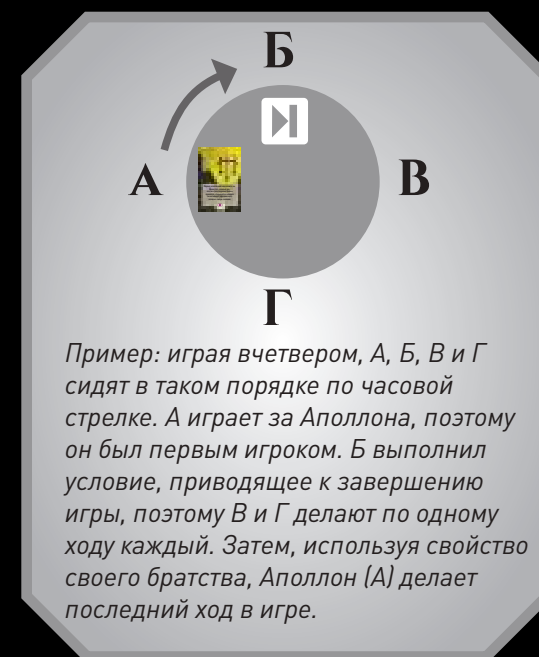 Б
А
В
Г
Пример: играя вчетвером, А, Б, В и Г
сидят в таком порядке по часовой
стрелке. А играет за Аполлона, поэтому
он был первым игроком. Б выполнил
условие, приводящее к завершению
игры, поэтому В и Г делают по одному
ходу каждый. Затем, используя свойство
своего братства, Аполлон (А) делает
последний ход в игре.